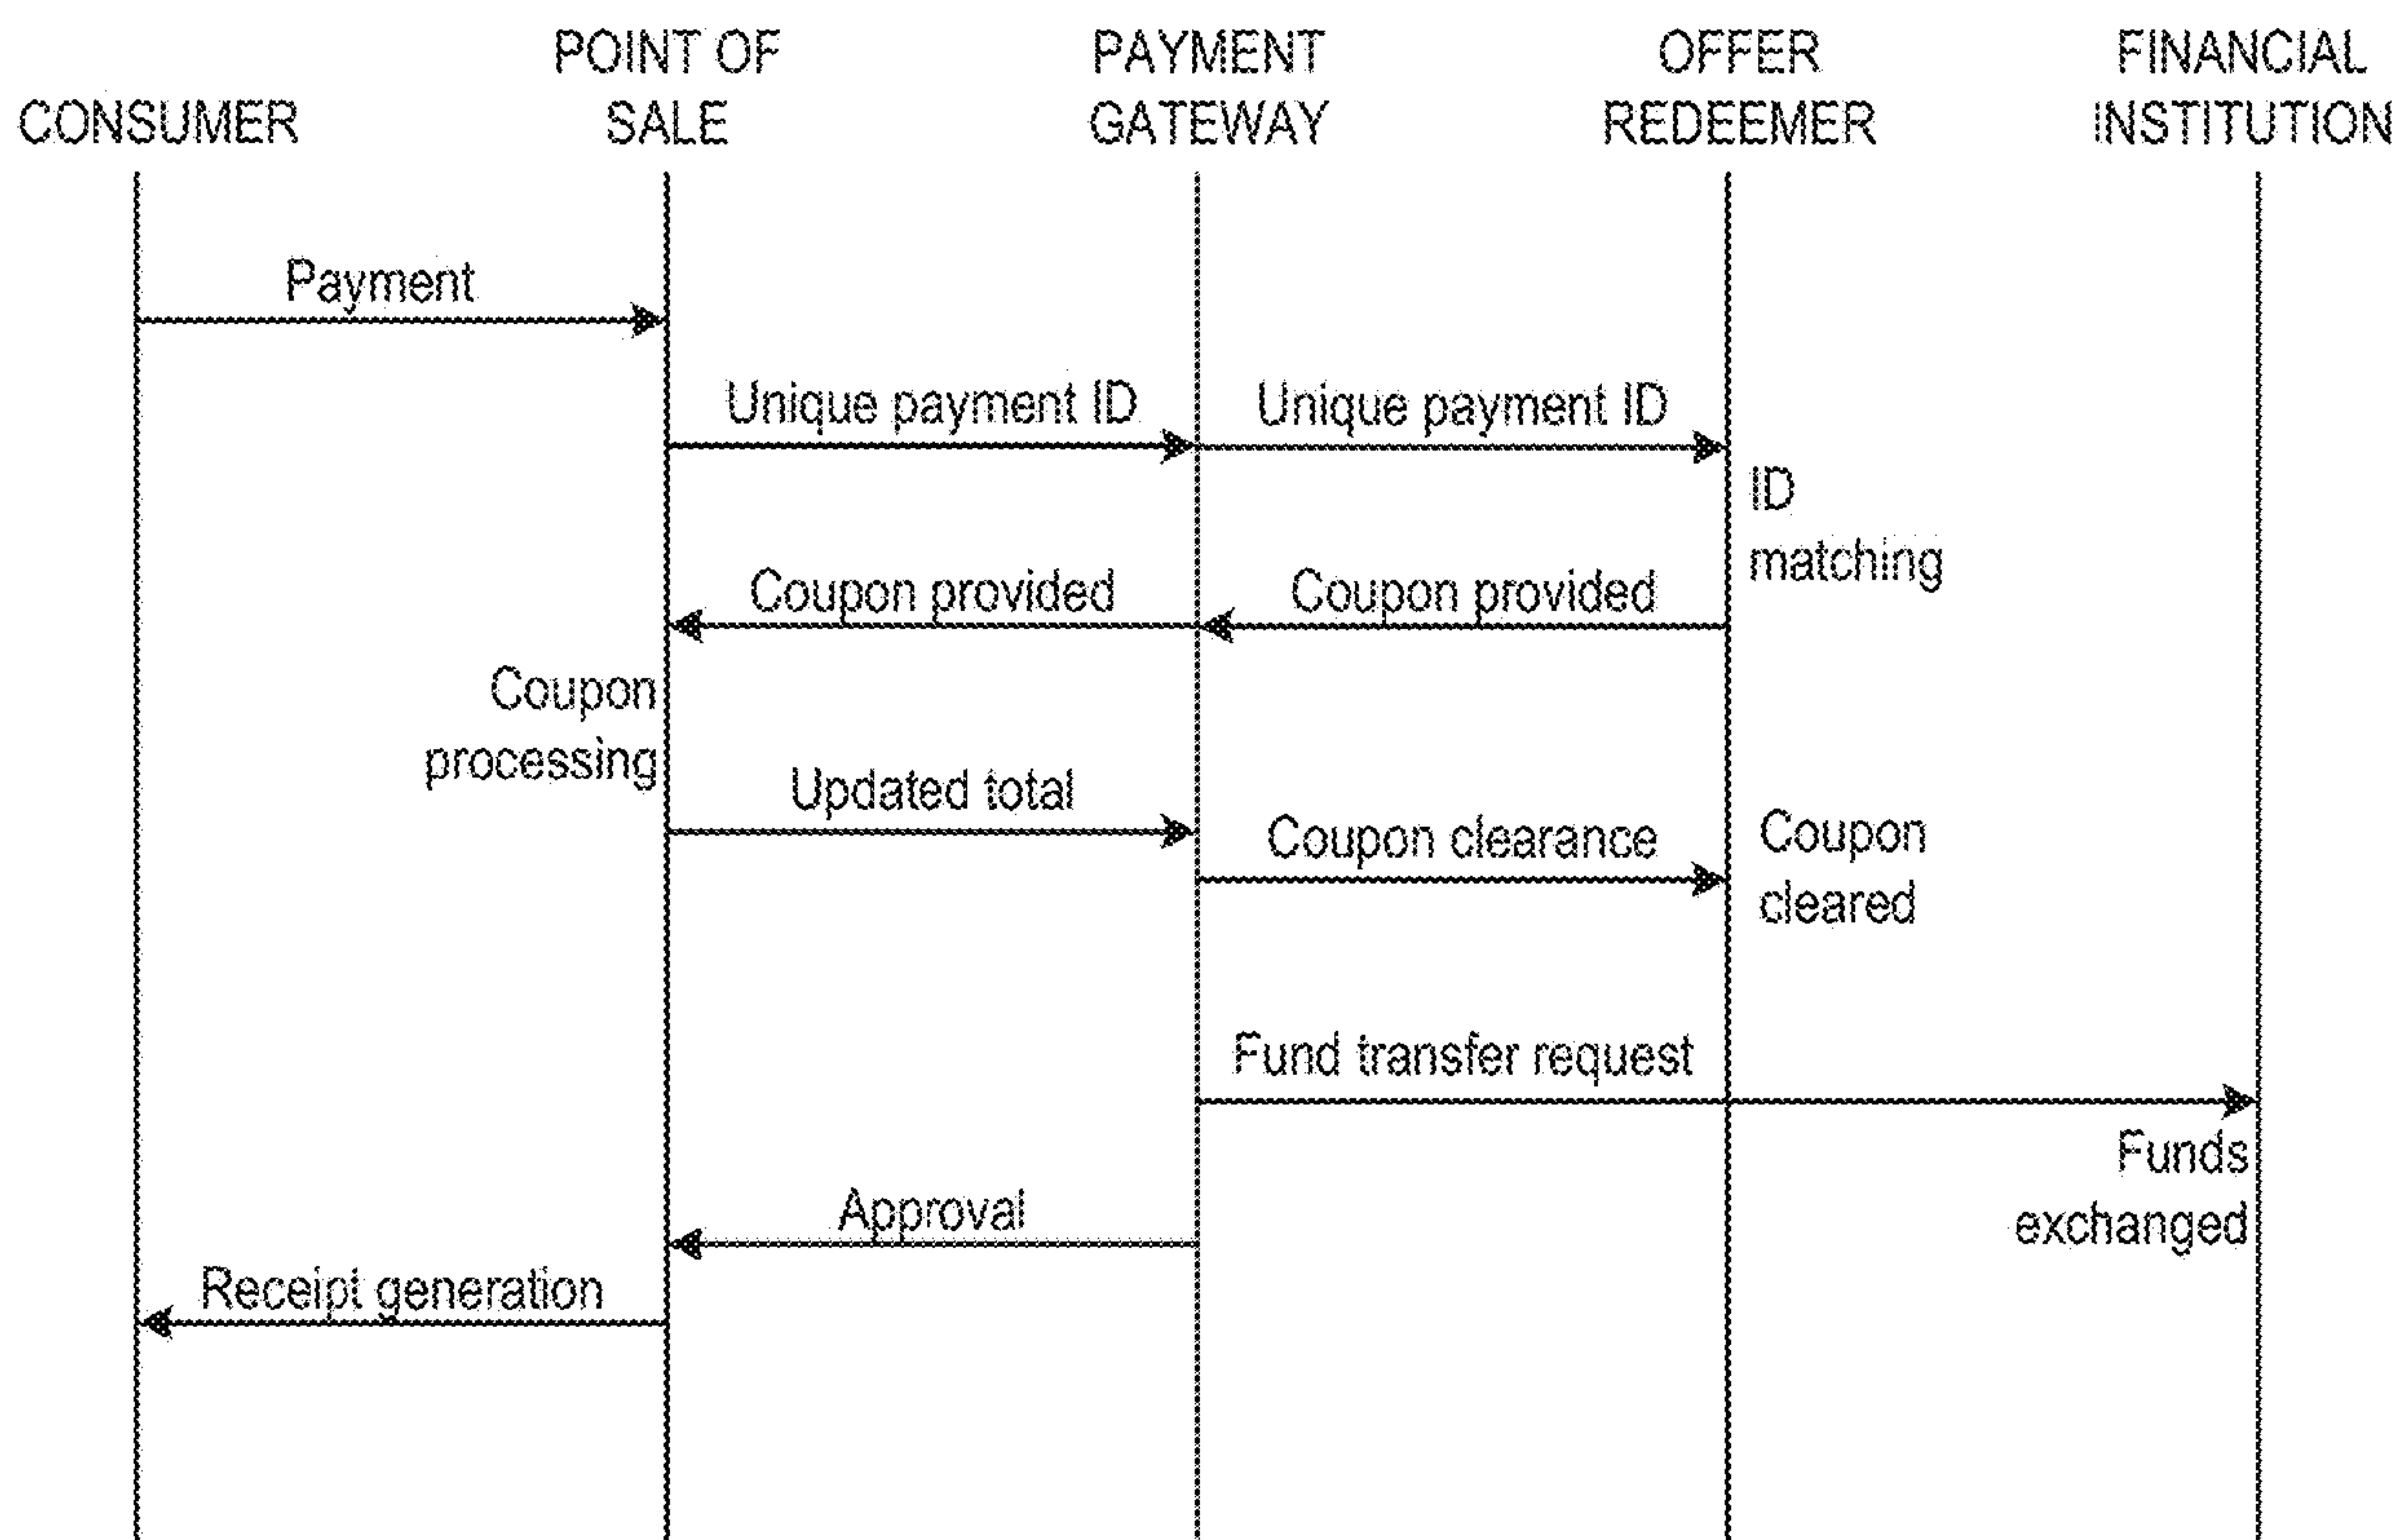 CONSUMER
POINT OF
SALE
PAYMENT
GATEWAY
OFFER
REDEEMER
FINANCIAL
INSTITUTION
Payment
Unique payment ID
Unique payment ID
ID
matching
Coupon provided
Coupon provided
Coupon
processing
Updated total
Coupon clearance
Coupon
cleared
Fund transfer request
Funds
exchanged
Approval
Receipt generation